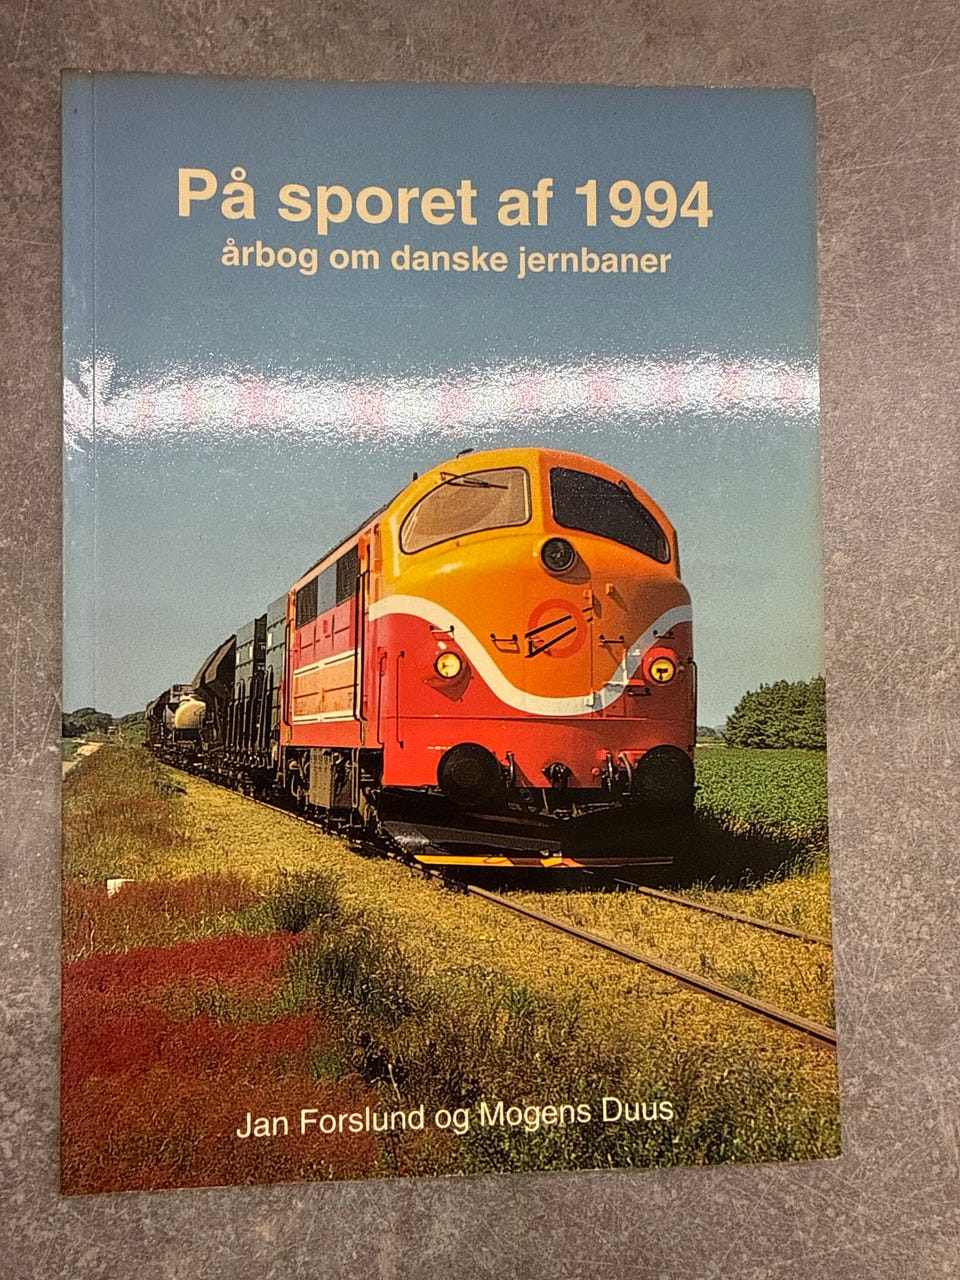 På sporet af 1994
årbog om danske jernbaner
Jan Forslund og Mogens Duus